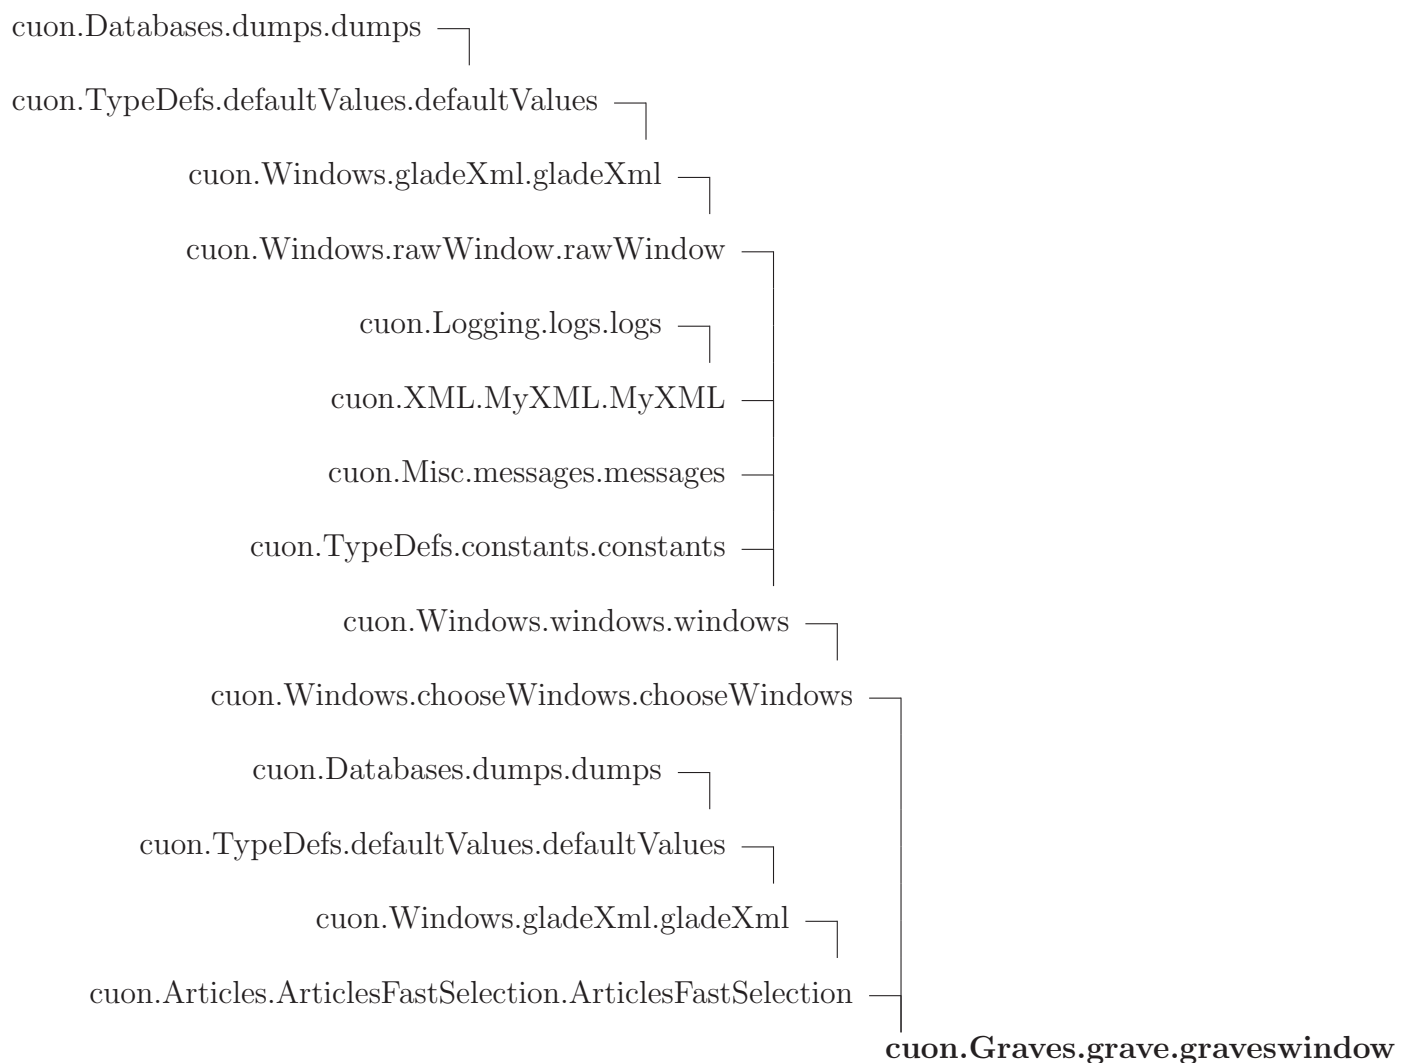 cuon.Databases.dumps.dumps
cuon.TypeDefs.defaultValues.defaultValues
cuon.Windows.gladeXml.gladeXml
cuon.Windows.rawWindow.rawWindow
cuon.Logging.logs.logs
cuon.XML.MyXML.MyXML
cuon.Misc.messages.messages
cuon.TypeDefs.constants.constants
cuon.Windows.windows.windows
cuon.Windows.chooseWindows.chooseWindows
cuon.Databases.dumps.dumps
cuon.TypeDefs.defaultValues.defaultValues
cuon.Windows.gladeXml.gladeXml
cuon.Articles.ArticlesFastSelection.ArticlesFastSelection
cuon.Graves.grave.graveswindow